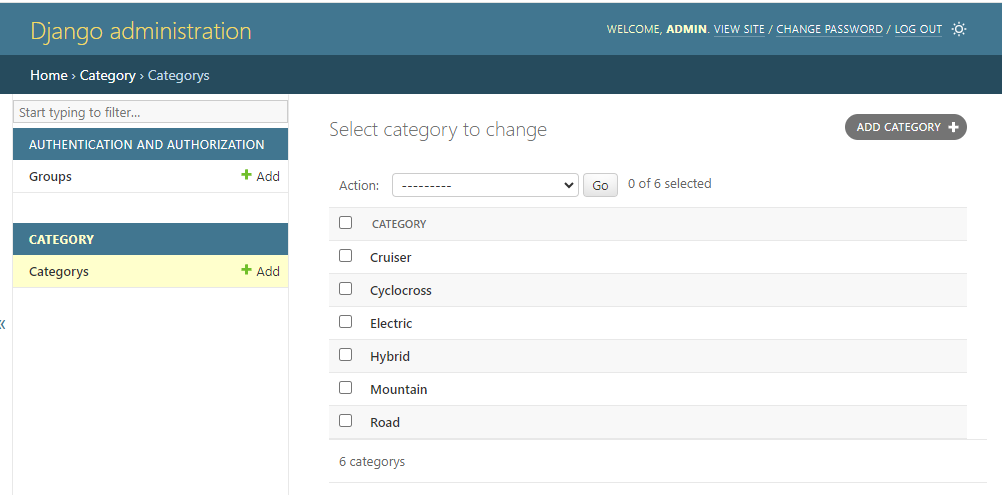 Django administration
WELCOME, ADMIN. VIEW SITE / CHANGE PASSWORD / LOG OUT
Home › Category › Categorys
Start typing to filter...
AUTHENTICATION AND AUTHORIZATION
Groups + Add
CATEGORY
Categorys + Add
«
Select category to change
ADD CATEGORY +
Action: --------- Go 0 of 6 selected
CATEGORY
Cruiser
Cyclocross
Electric
Hybrid
Mountain
Road
6 categorys